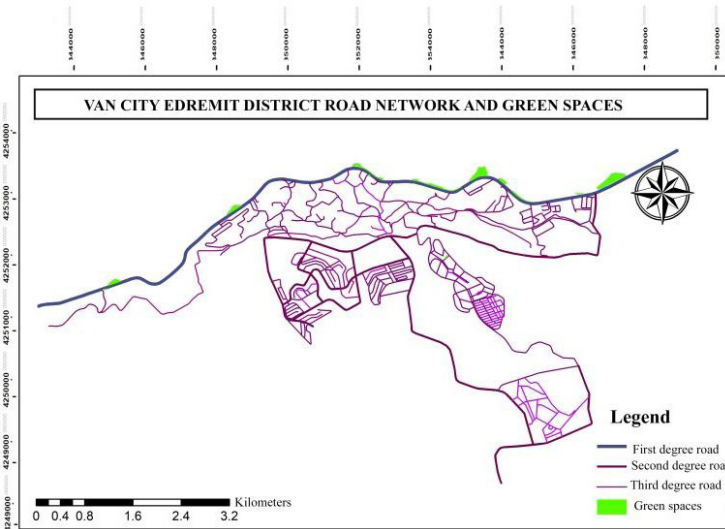 144000 146000 148000 150000 152000 154000 144000 146000 148000 150000
VAN CITY EDREMIT DISTRICT ROAD NETWORK AND GREEN SPACES
4254000
4253000
4252000
4251000
4250000
4249000
Legend
First degree road
Second degree roa
Third degree road
Green spaces
Kilometers
0 0.4 0.8 1.6 2.4 3.2